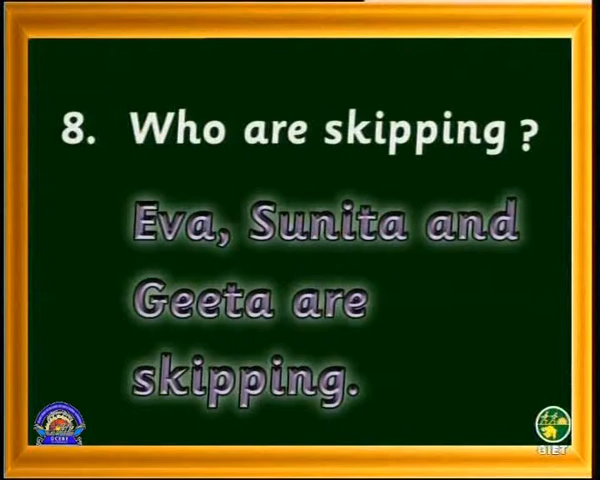 8. Who are skipping ?
Eva, Sunita and
Geeta are
skipping.
GIET